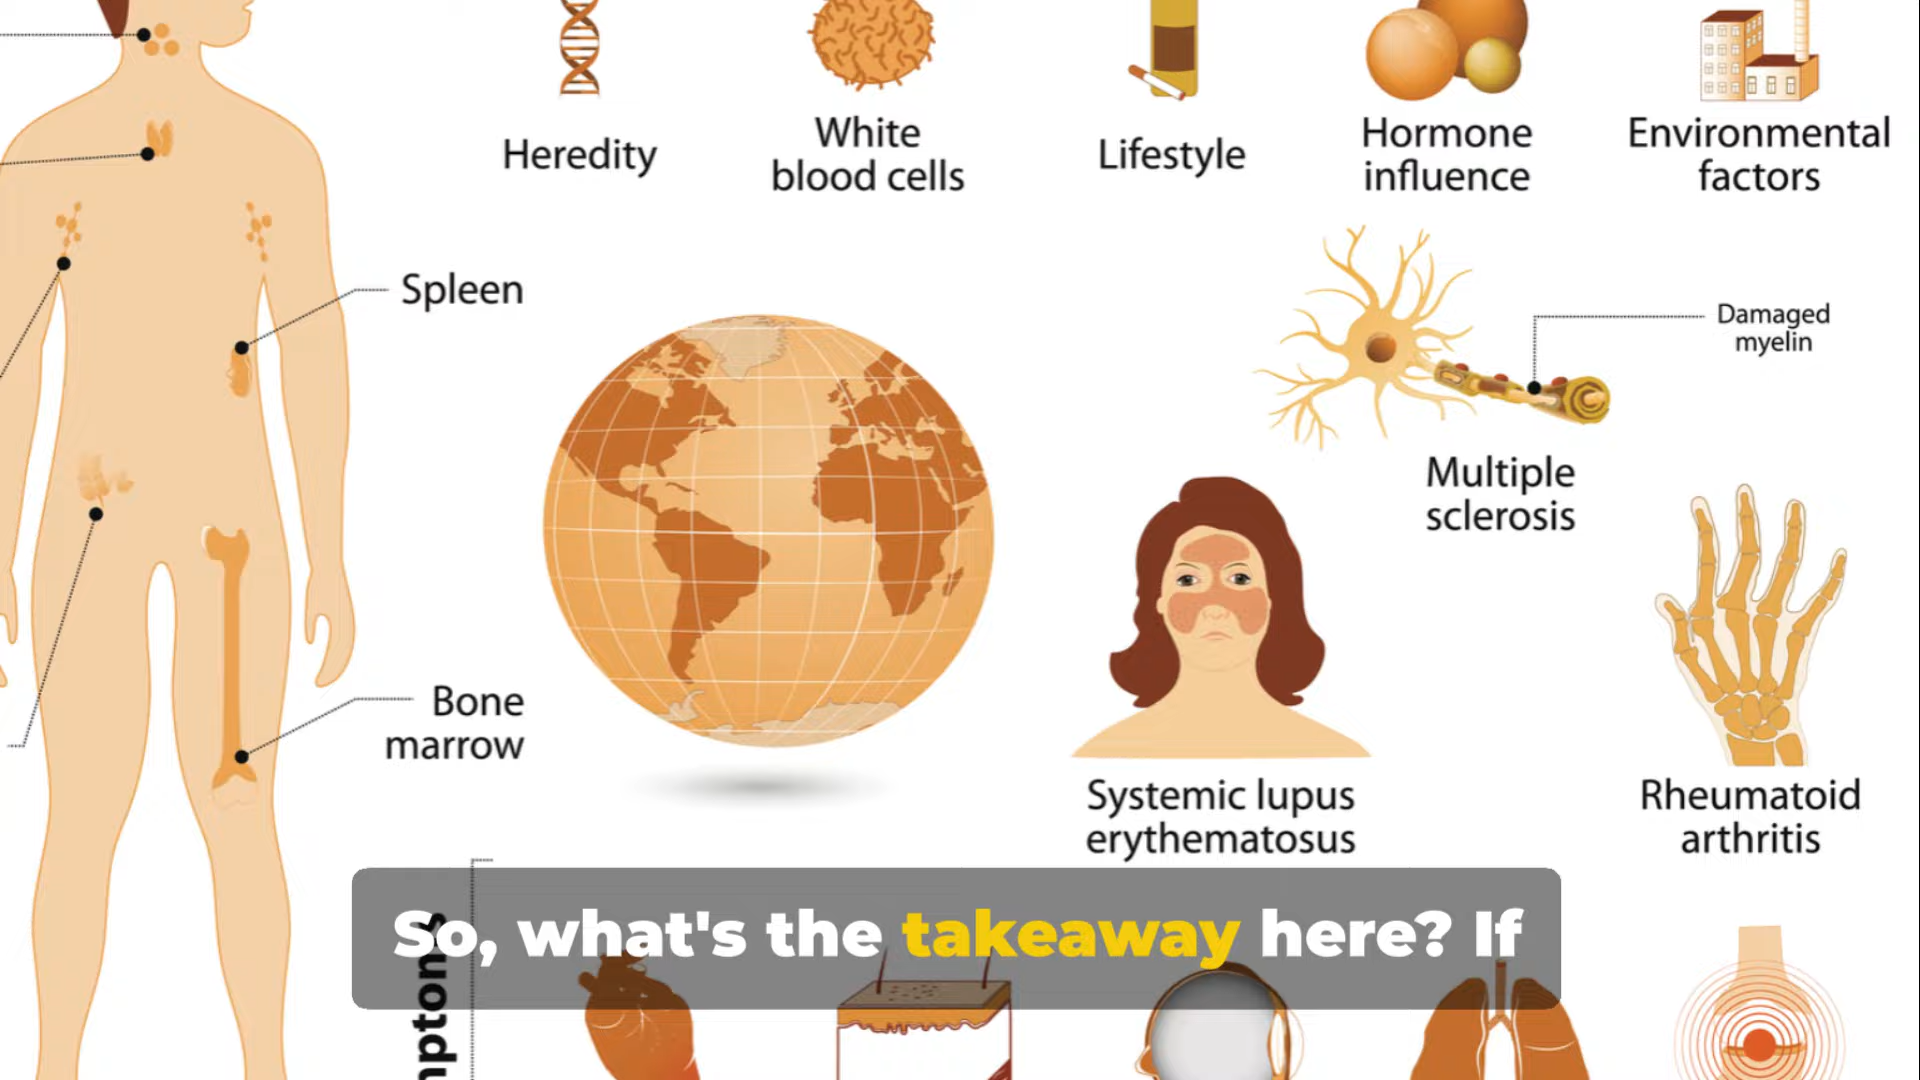 Heredity
White
blood cells
Lifestyle
Hormone
influence
Environmental
factors
Spleen
Damaged
myelin
Multiple
sclerosis
Bone
marrow
Systemic lupus
erythematosus
Rheumatoid
arthritis
So, what's the takeaway here? If